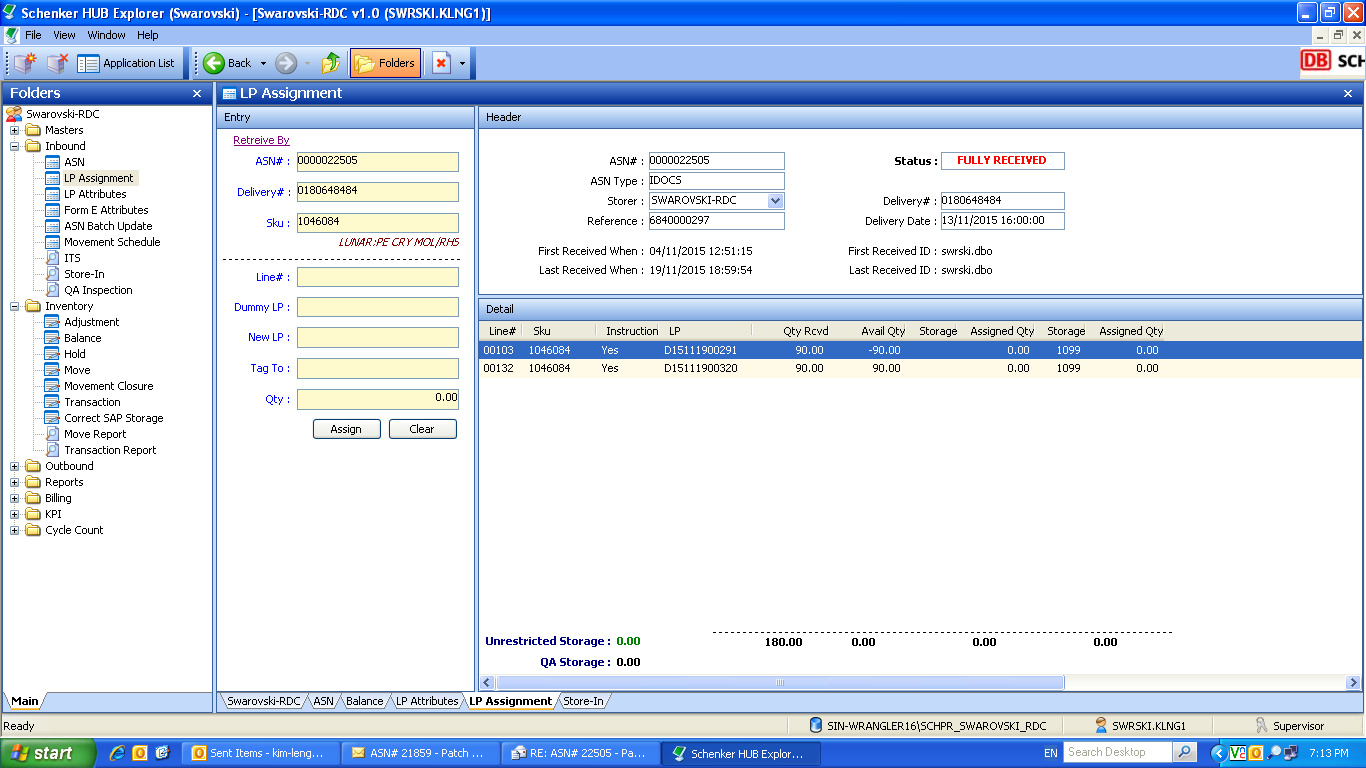 Schenker HUB Explorer (Swarovski) - [Swarovski-RDC v1.0 (SWRSKI.KLNG1)]
File View Window Help
Application List Back Folders DB SCH
Folders
Swarovski-RDC
Masters
Inbound
ASN
LP Assignment
LP Attributes
Form E Attributes
ASN Batch Update
Movement Schedule
ITS
Store-In
QA Inspection
Inventory
Adjustment
Balance
Hold
Move
Movement Closure
Transaction
Correct SAP Storage
Move Report
Transaction Report
Outbound
Reports
Billing
KPI
Cycle Count
Main
LP Assignment
Entry
Retreive By
ASN# : 0000022505
Delivery# : 0180648484
Sku : 1046084
LUNAR:PE CRY MOL/RHS
Line# :
Dummy LP :
New LP :
Tag To :
Qty : 0.00
Assign Clear
Header
ASN# : 0000022505 Status : FULLY RECEIVED
ASN Type : IDOCS
Storer : SWAROVSKI-RDC Delivery# : 0180648484
Reference : 6840000297 Delivery Date : 13/11/2015 16:00:00
First Received When : 04/11/2015 12:51:15 First Received ID : swrski.dbo
Last Received When : 19/11/2015 18:59:54 Last Received ID : swrski.dbo
Detail
Line# Sku Instruction LP Qty Rcvd Avail Qty Storage Assigned Qty Storage Assigned Qty
00103 1046084 Yes D15111900291 90.00 -90.00 0.00 1099 0.00
00132 1046084 Yes D15111900320 90.00 90.00 0.00 1099 0.00
Unrestricted Storage : 0.00 180.00 0.00 0.00 0.00
QA Storage : 0.00
Swarovski-RDC ASN Balance LP Attributes LP Assignment Store-In
Ready SIN-WRANGLER16\SCHPR_SWAROVSKI_RDC SWRSKI.KLNG1 Supervisor
start Sent Items - kim-leng... ASN# 21859 - Patch ... RE: ASN# 22505 - Pa... Schenker HUB Explor... EN Search Desktop 7:13 PM